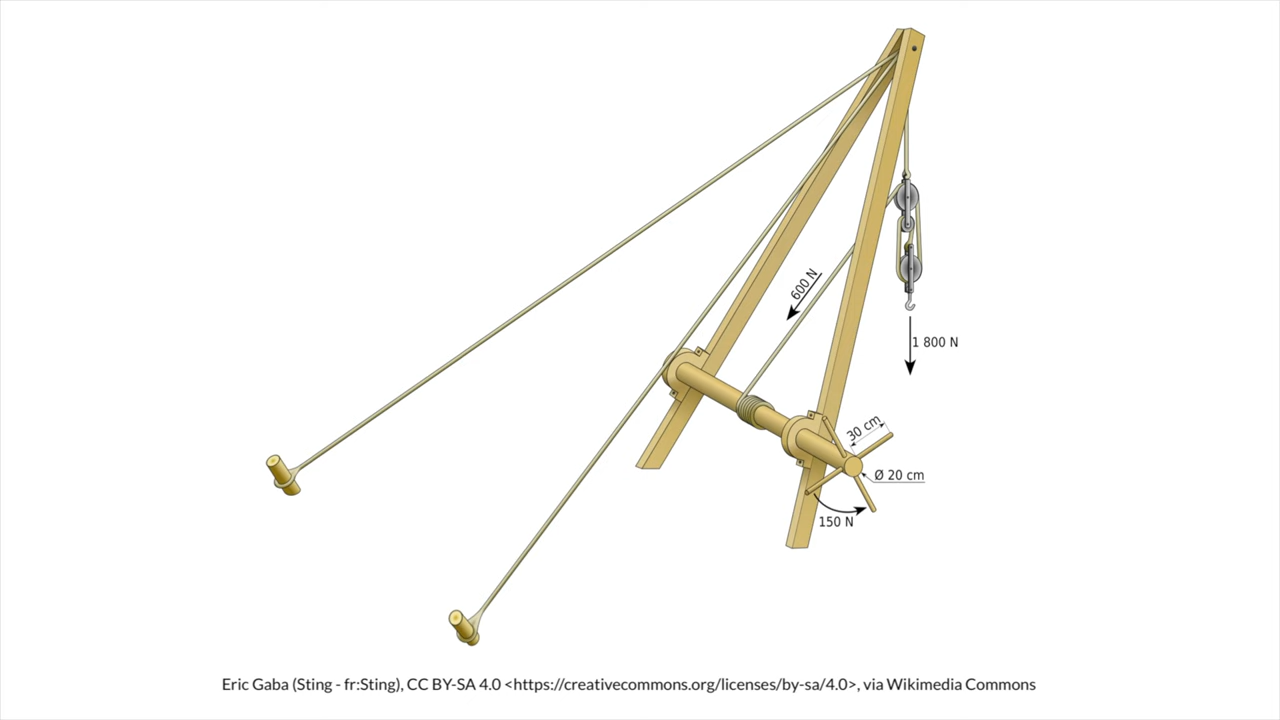 600 N
1 800 N
30 cm
Ø 20 cm
150 N
Eric Gaba (Sting - fr:Sting), CC BY-SA 4.0 <https://creativecommons.org/licenses/by-sa/4.0>, via Wikimedia Commons